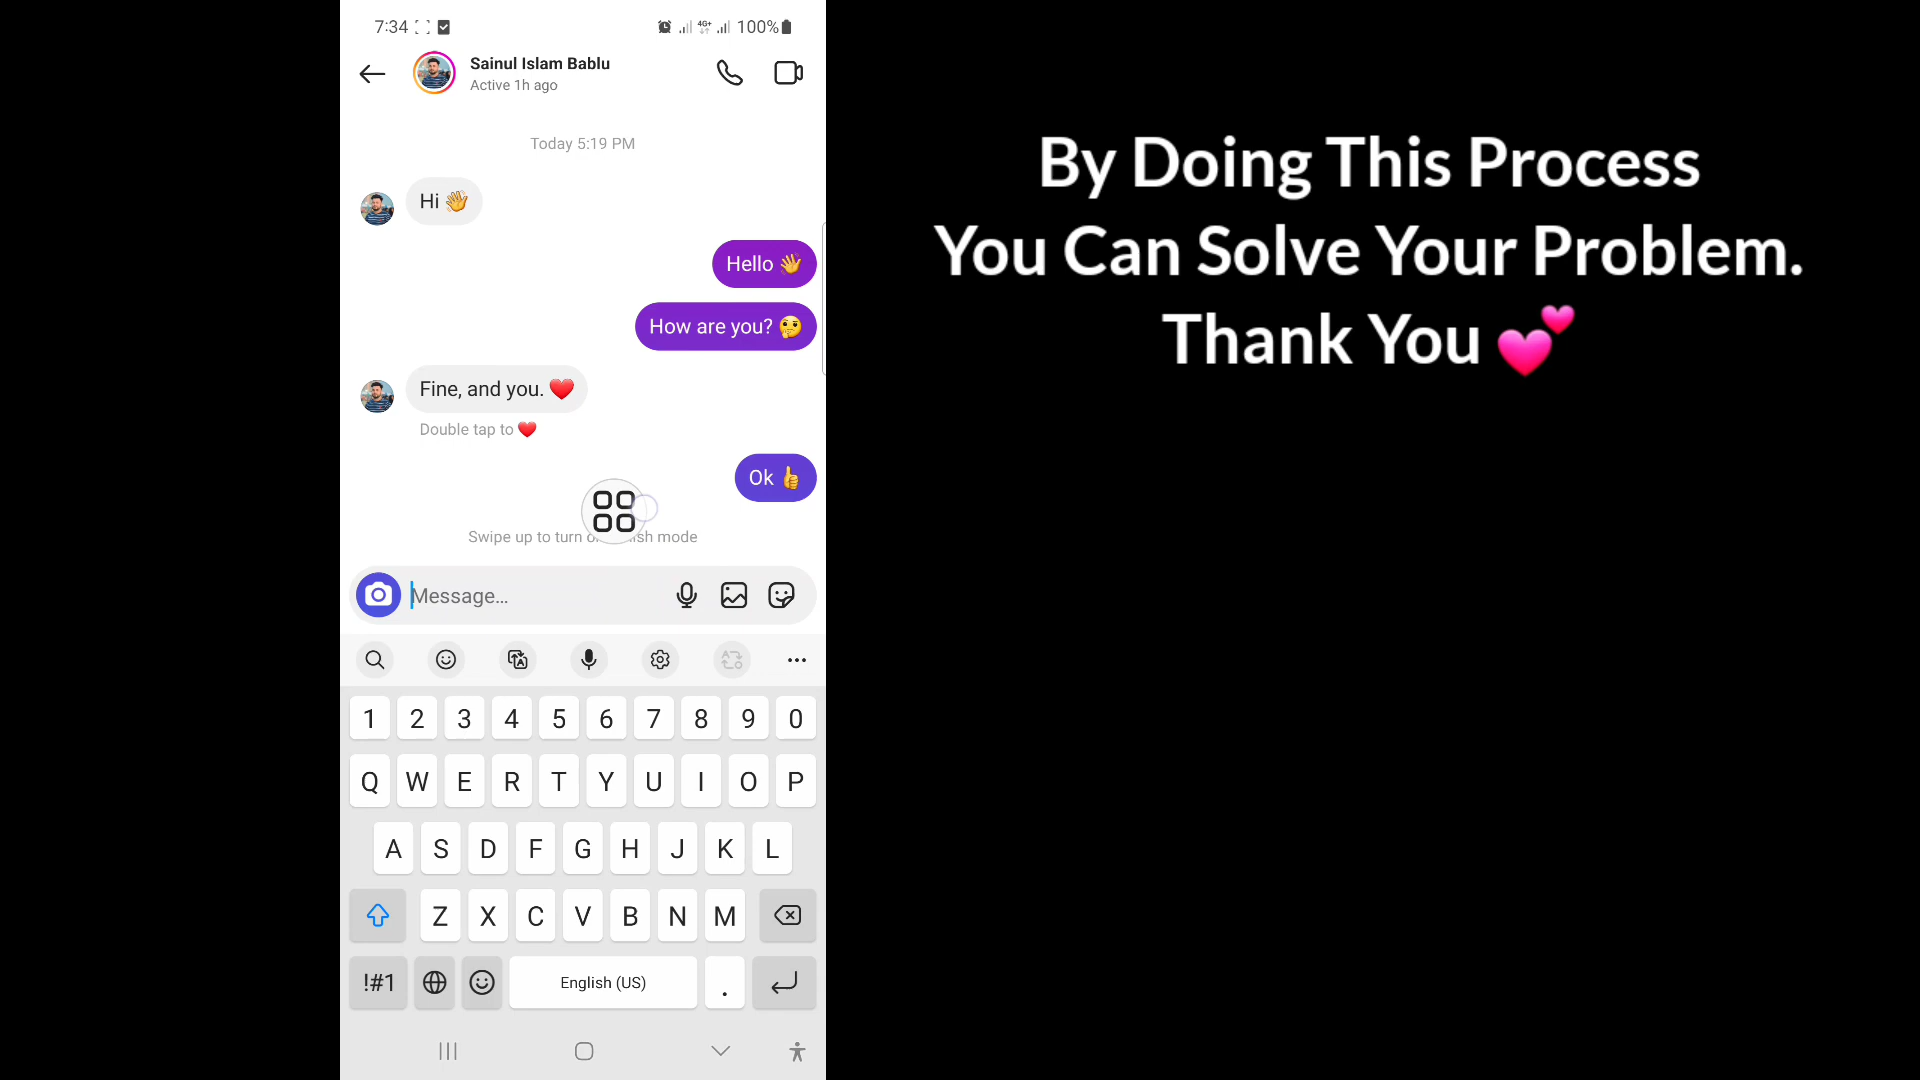 7:34
4G+
100%
Sainul Islam Bablu
Active 1h ago
Today 5:19 PM
Hi 👋
Hello 👋
How are you? 🤔
Fine, and you. ❤️
Double tap to ❤️
Ok 👍
Swipe up to turn o
sh mode
Message...
1 2 3 4 5 6 7 8 9 0
Q W E R T Y U I O P
A S D F G H J K L
Z X C V B N M
!#1
English (US)
.
By Doing This Process
You Can Solve Your Problem.
Thank You 💕